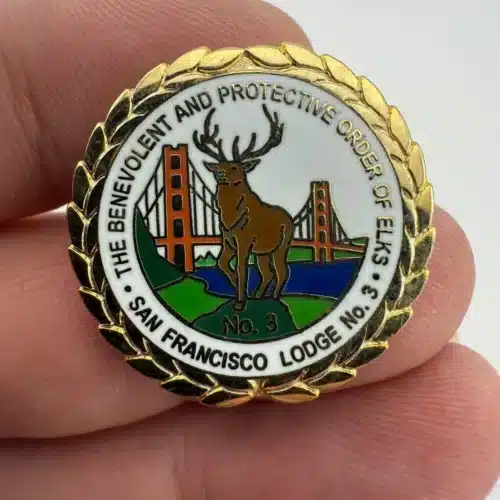 • THE BENEVOLENT AND PROTECTIVE ORDER OF ELKS •
SAN FRANCISCO LODGE No. 3
No. 3